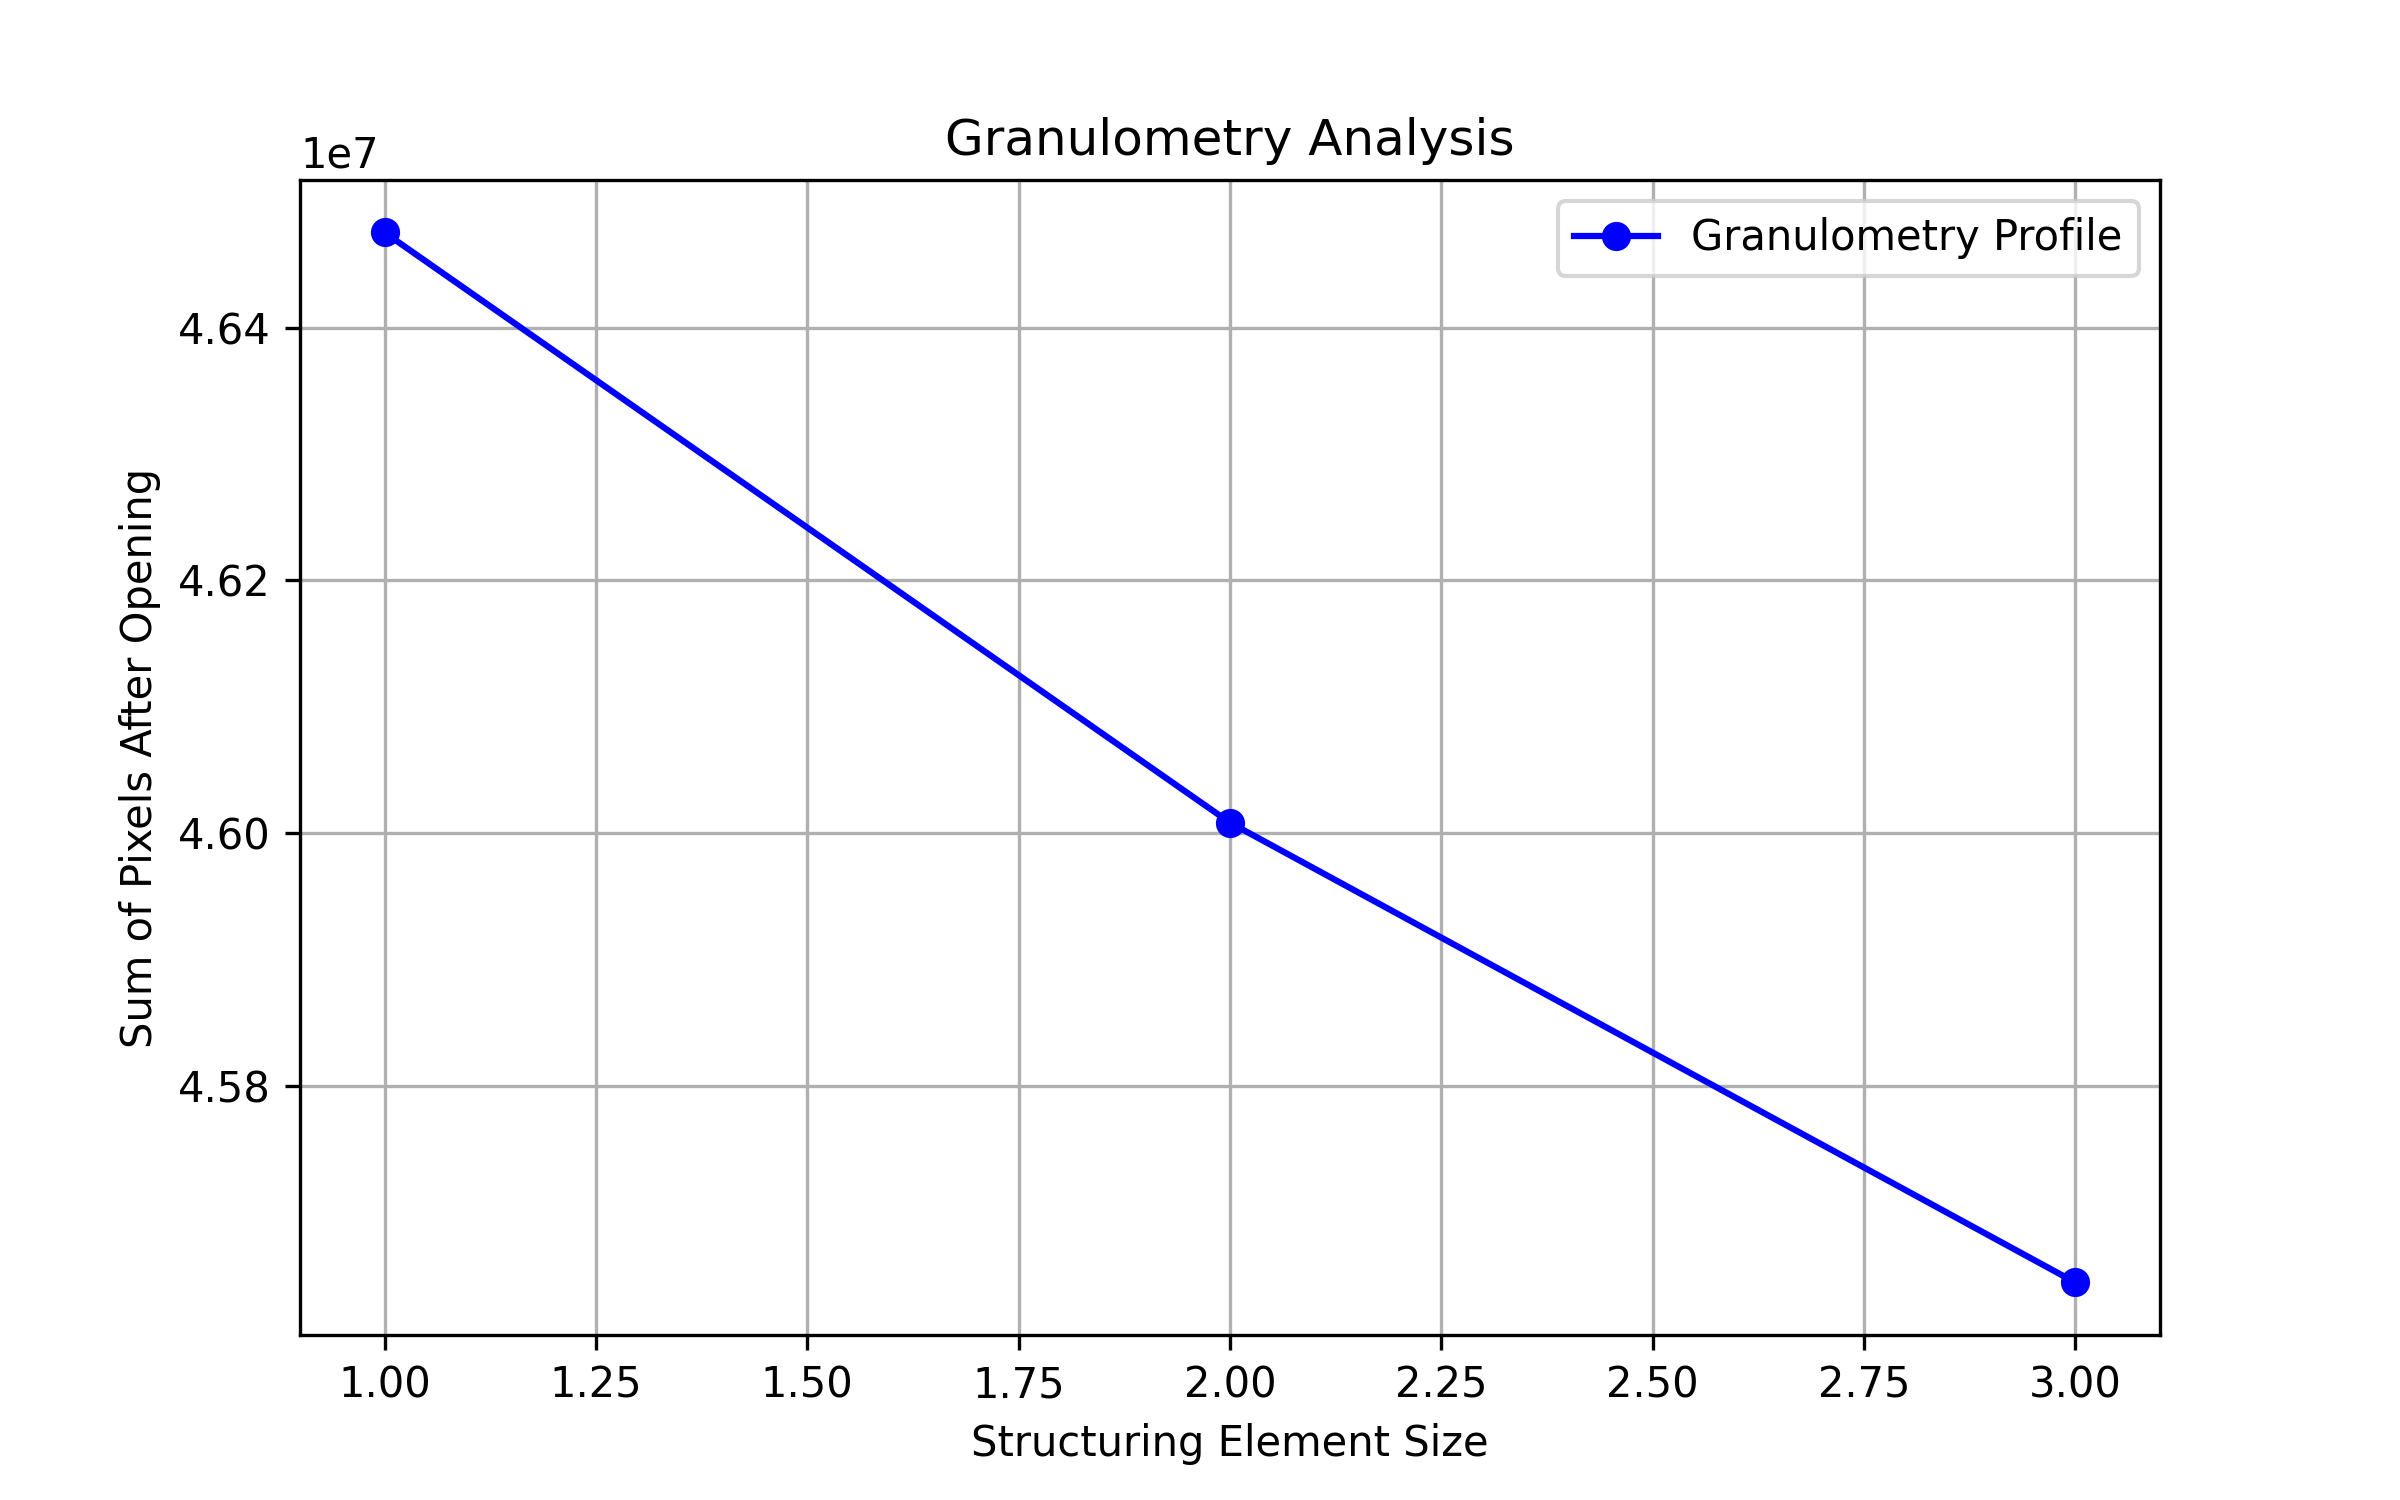 Granulometry Analysis
1e7
Granulometry Profile
4.64
4.62
4.60
4.58
Sum of Pixels After Opening
1.00 1.25 1.50 1.75 2.00 2.25 2.50 2.75 3.00
Structuring Element Size